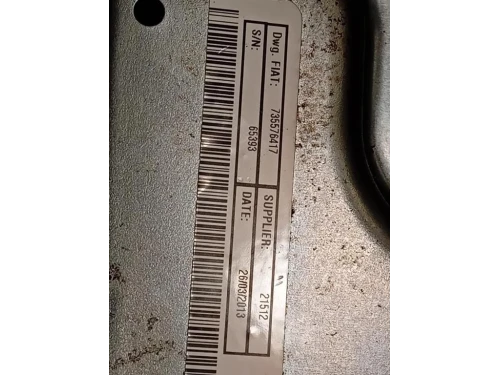 Dwg. FIAT: 735576417 SUPPLIER: 21512
S/N: 65393 DATE: 26/03/2013